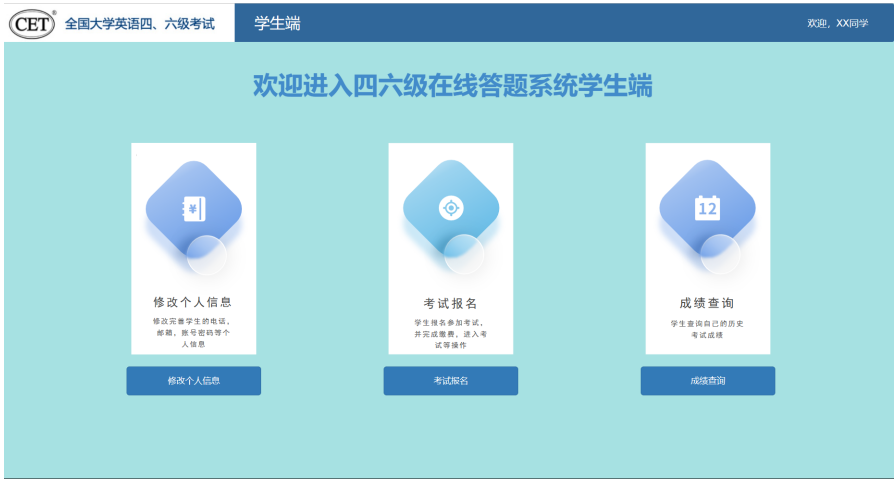 CET® 全国大学英语四、六级考试 学生端 欢迎，XX同学
欢迎进入四六级在线答题系统学生端
¥
12
修改个人信息
修改完善学生的电话，
邮箱，账号密码等个
人信息
考试报名
学生报名参加考试，
并完成缴费，进入考
试等操作
成绩查询
学生查询自己的历史
考试成绩
修改个人信息
考试报名
成绩查询